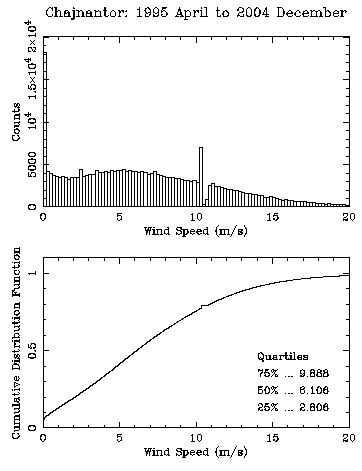 Chajnantor: 1995 April to 2004 December
2×10⁴
1.5×10⁴
10⁴
5000
0
Counts
0 5 10 15 20
Wind Speed (m/s)
1
0.5
0
Cumulative Distribution Function
Quartiles
75% ... 9.888
50% ... 6.106
25% ... 2.806
0 5 10 15 20
Wind Speed (m/s)